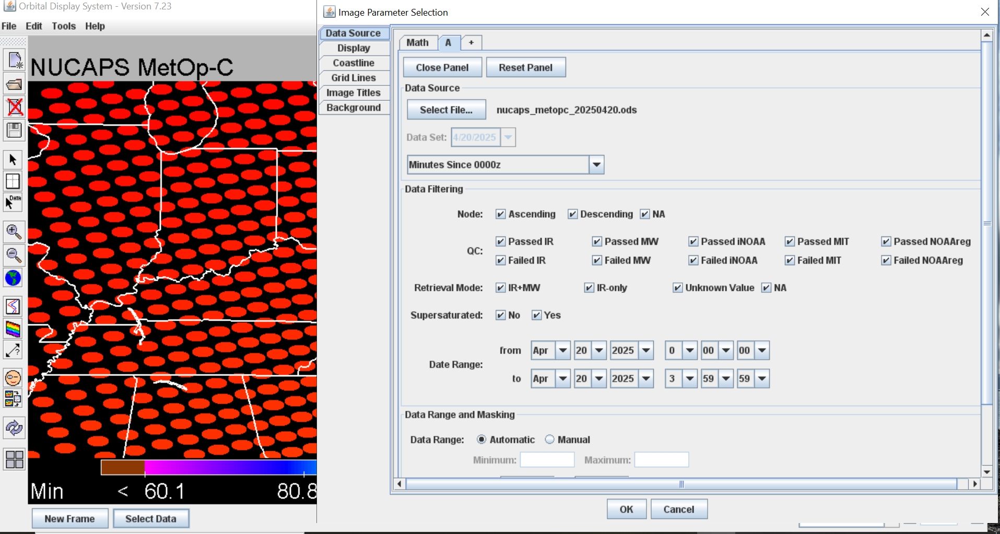 Orbital Display System - Version 7.23
File Edit Tools Help
NUCAPS MetOp-C
DATA
?
Min < 60.1 80.8
New Frame Select Data
Image Parameter Selection
Data Source
Display
Coastline
Grid Lines
Image Titles
Background
Math A +
Close Panel Reset Panel
Data Source
Select File... nucaps_metopc_20250420.ods
Data Set: 4/20/2025
Minutes Since 0000z
Data Filtering
Node: Ascending Descending NA
QC: Passed IR Passed MW Passed iNOAA Passed MIT Passed NOAAreg
Failed IR Failed MW Failed iNOAA Failed MIT Failed NOAAreg
Retrieval Mode: IR+MW IR-only Unknown Value NA
Supersaturated: No Yes
Date Range: from Apr 20 2025 0 00 00
to Apr 20 2025 3 59 59
Data Range and Masking
Data Range: Automatic Manual
Minimum: Maximum:
OK Cancel